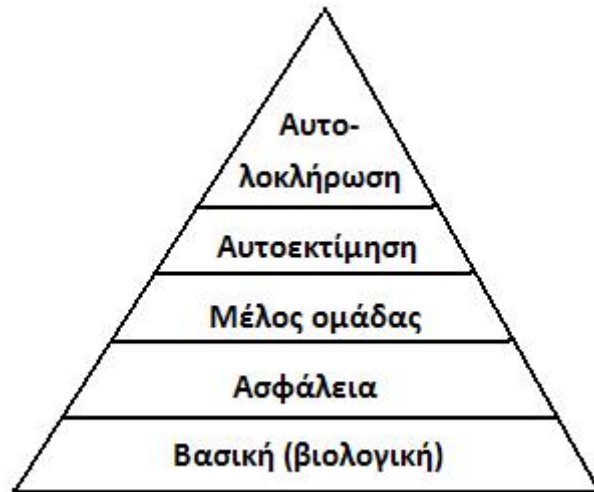 Αυτο-
λοκλήρωση
Αυτοεκτίμηση
Μέλος ομάδας
Ασφάλεια
Βασική (βιολογική)